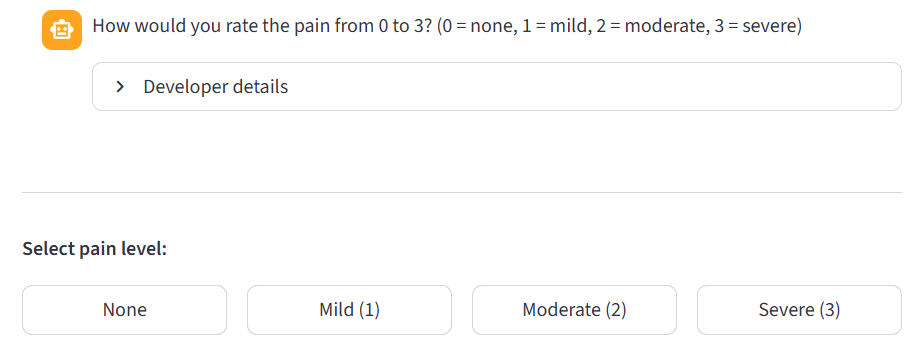 How would you rate the pain from 0 to 3? (0 = none, 1 = mild, 2 = moderate, 3 = severe)
Developer details
Select pain level:
None
Mild (1)
Moderate (2)
Severe (3)